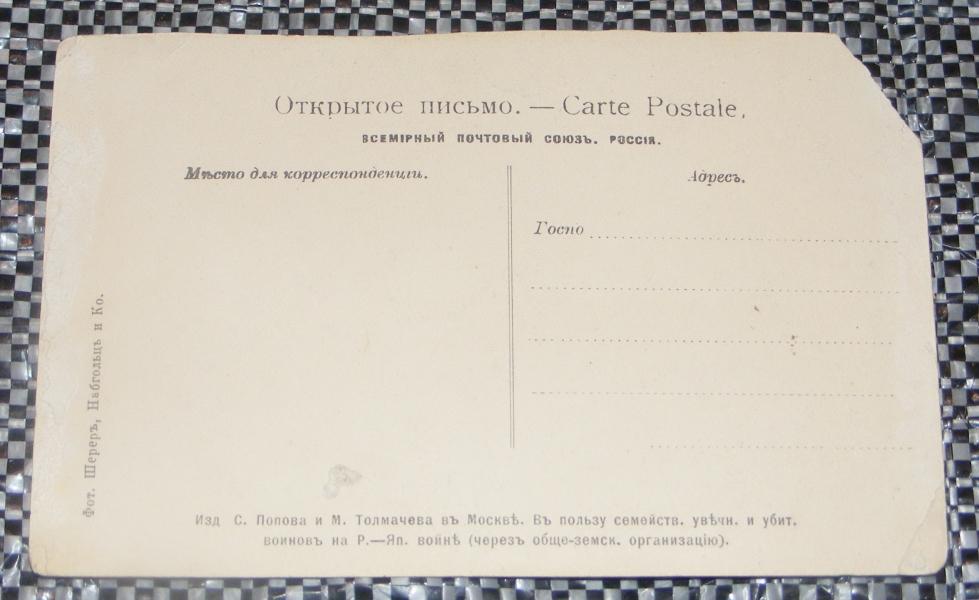 Открытое письмо. — Carte Postale.
ВСЕМІРНЫЙ ПОЧТОВЫЙ СОЮЗЪ. РОССІЯ.
Мѣсто для корреспонденціи.
Адресъ.
Госпо
Фот. Шереръ, Набгольцъ и Ко.
Изд С. Попова и М. Толмачева въ Москвѣ. Въ пользу семейств. увѣчн. и убит.
воиновъ на Р.—Яп. войнѣ (черезъ обще-земск. организацію).